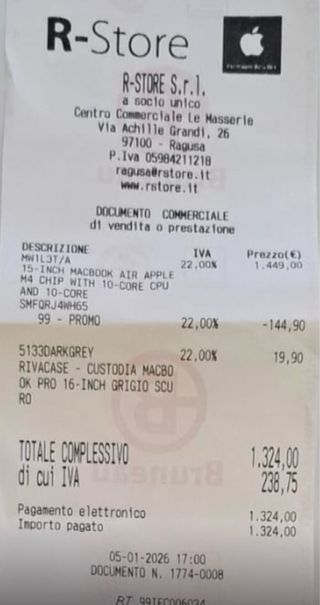 R-Store
R-STORE S.r.l.
a socio unico
Centro Commerciale Le Masserie
Via Achille Grandi, 26
97100 - Ragusa
P.Iva 05984211218
ragusa@rstore.it
www.rstore.it
DOCUMENTO COMMERCIALE
di vendita o prestazione
DESCRIZIONE IVA Prezzo(€)
MW1L3T/A 22,00% 1.449,00
15-INCH MACBOOK AIR APPLE
M4 CHIP WITH 10-CORE CPU
AND 10-CORE
SMFQRJ4WH65
99 - PROMO 22,00% -144,90
5133DARKGREY 22,00% 19,90
RIVACASE - CUSTODIA MACBO
OK PRO 16-INCH GRIGIO SCU
RO
TOTALE COMPLESSIVO 1.324,00
di cui IVA 238,75
Pagamento elettronico 1.324,00
Importo pagato 1.324,00
05-01-2026 17:00
DOCUMENTO N. 1774-0008
RT 99IEC006034